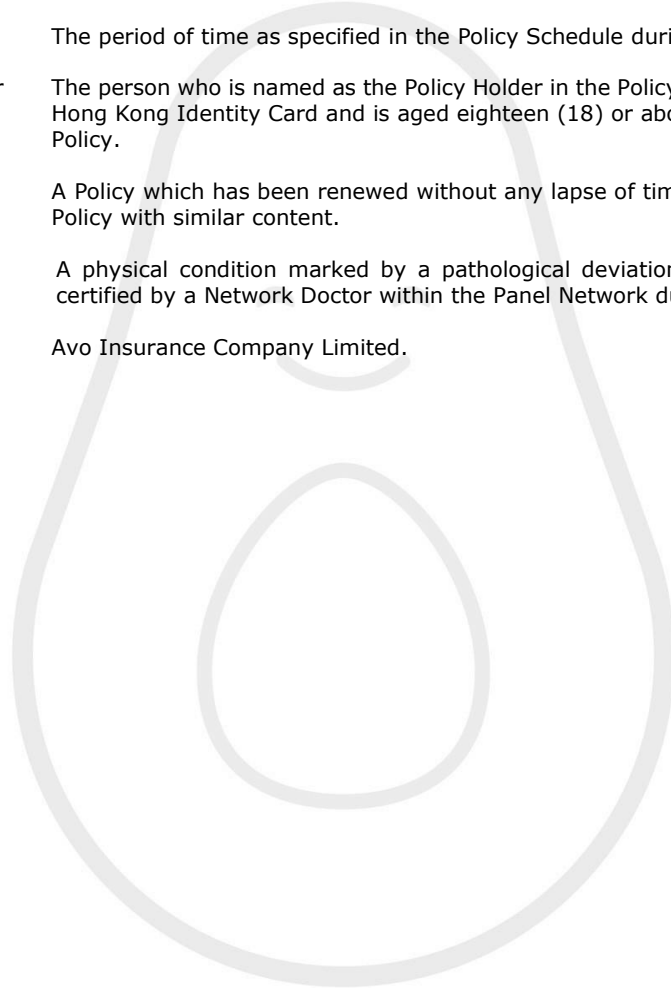 The period of time as specified in the Policy Schedule duri
r The person who is named as the Policy Holder in the Policy
Hong Kong Identity Card and is aged eighteen (18) or abo
Policy.
A Policy which has been renewed without any lapse of tim
Policy with similar content.
A physical condition marked by a pathological deviation
certified by a Network Doctor within the Panel Network du
Avo Insurance Company Limited.